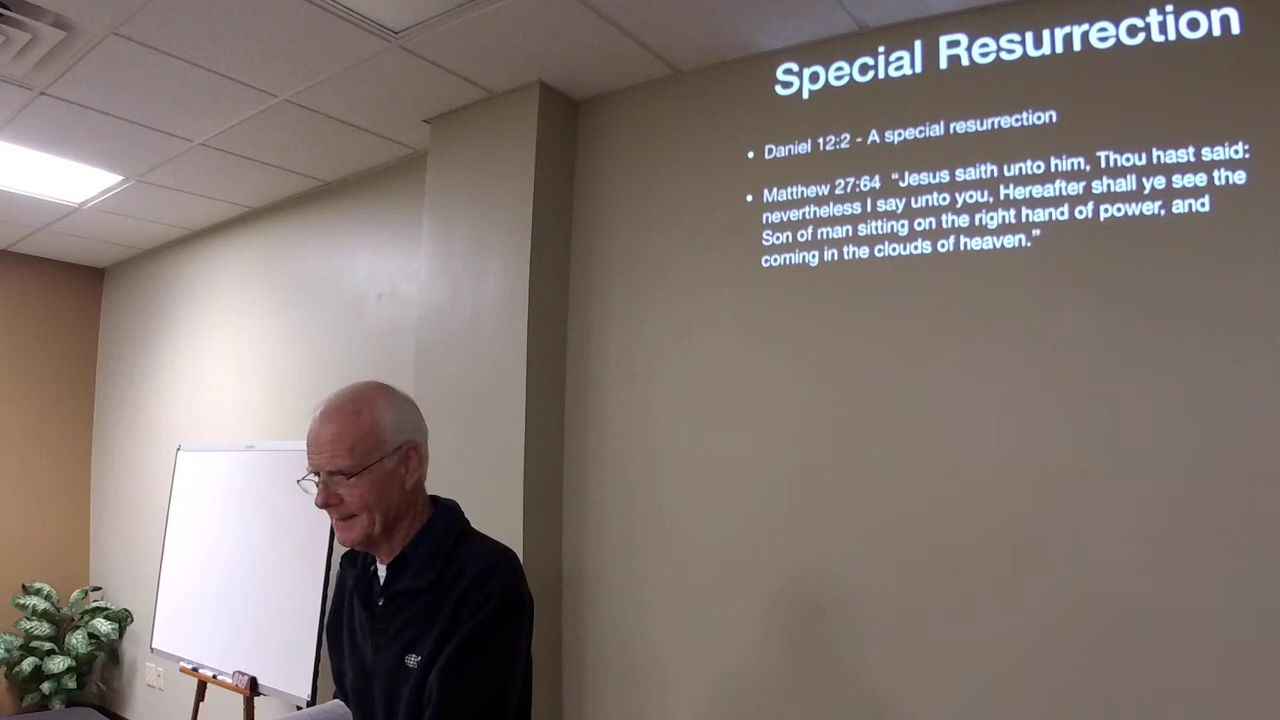 Special Resurrection
• Daniel 12:2 - A special resurrection
• Matthew 27:64 “Jesus saith unto him, Thou hast said:
nevertheless I say unto you, Hereafter shall ye see the
Son of man sitting on the right hand of power, and
coming in the clouds of heaven.”